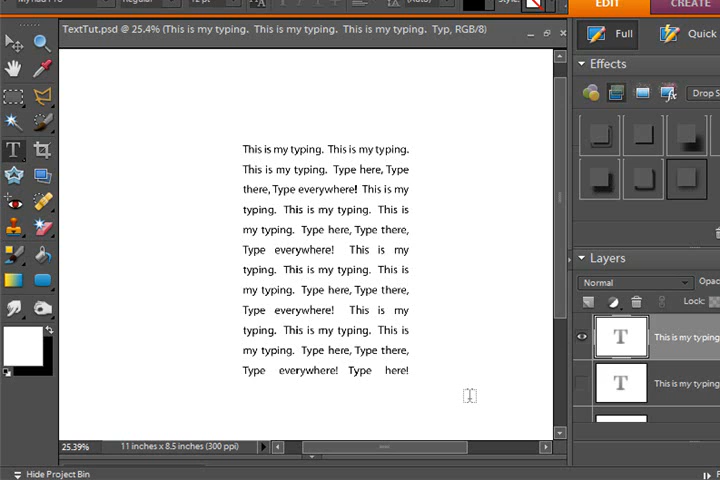 EDIT
CREATE
TextTut.psd @ 25.4% (This is my typing.  This is my typing.  This is my typing.  Typ, RGB/8)
Full
Quick
Effects
Drop S
This is my typing.  This is my typing.
This is my typing.  Type here, Type
there, Type everywhere!  This is my
typing.  This is my typing.  This is
my typing.  Type here, Type there,
Type everywhere!  This is my
typing.  This is my typing.  This is
my typing.  Type here, Type there,
Type everywhere!  This is my
typing.  This is my typing.  This is
my typing.  Type here, Type there,
Type everywhere!  Type here!
Layers
Normal
Opac
Lock:
T This is my typing
T This is my typing
25.39%
11 inches x 8.5 inches (300 ppi)
Hide Project Bin